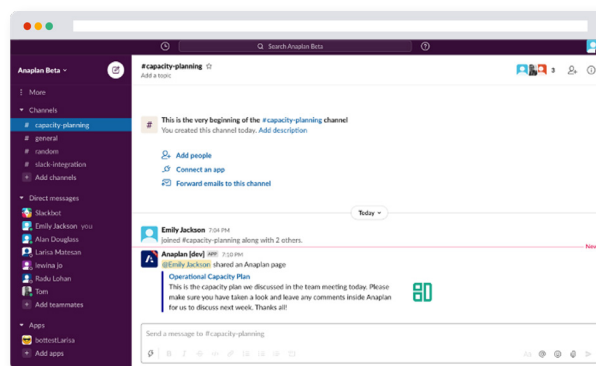 Search Anaplan Beta
Anaplan Beta
More
Channels
# capacity-planning
# general
# random
# slack-integration
+ Add channels
Direct messages
Slackbot
Emily Jackson you
Alan Douglass
Larisa Matesan
iewina jo
Radu Lohan
Tom
+ Add teammates
Apps
bottestLarisa
+ Add apps
#capacity-planning
Add a topic
3
#
This is the very beginning of the #capacity-planning channel
You created this channel today. Add description
Add people
Connect an app
Forward emails to this channel
Today
Emily Jackson 7:04 PM
joined #capacity-planning along with 2 others.
New
Anaplan [dev] APP 7:10 PM
@Emily Jackson shared an Anaplan page
Operational Capacity Plan
This is the capacity plan we discussed in the team meeting today. Please
make sure you have taken a look and leave any comments inside Anaplan
for us to discuss next week. Thanks all!
Send a message to #capacity-planning
B I S
Aa @